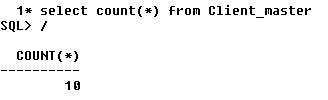 1* select count(*) from Client_master
SQL> /
COUNT(*)
----------
10